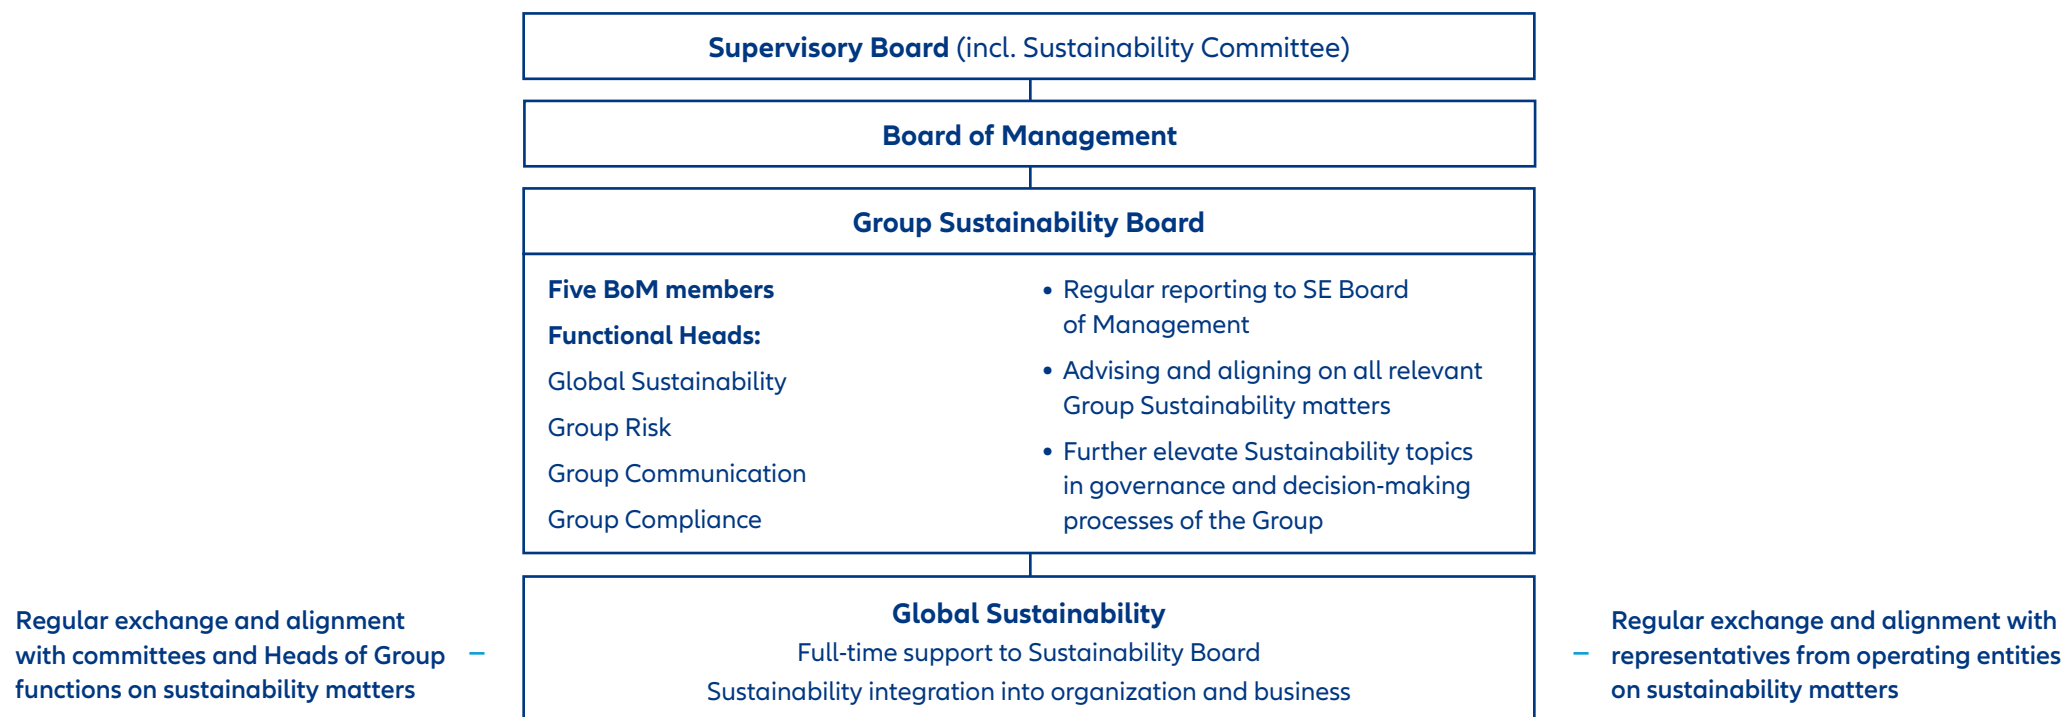 Supervisory Board (incl. Sustainability Committee)
Board of Management
Group Sustainability Board
Five BoM members
Functional Heads:
Global Sustainability
Group Risk
Group Communication
Group Compliance
• Regular reporting to SE Board
of Management
• Advising and aligning on all relevant
Group Sustainability matters
• Further elevate Sustainability topics
in governance and decision-making
processes of the Group
Regular exchange and alignment
with committees and Heads of Group –
functions on sustainability matters
Global Sustainability
Full-time support to Sustainability Board
Sustainability integration into organization and business
Regular exchange and alignment with
– representatives from operating entities
on sustainability matters